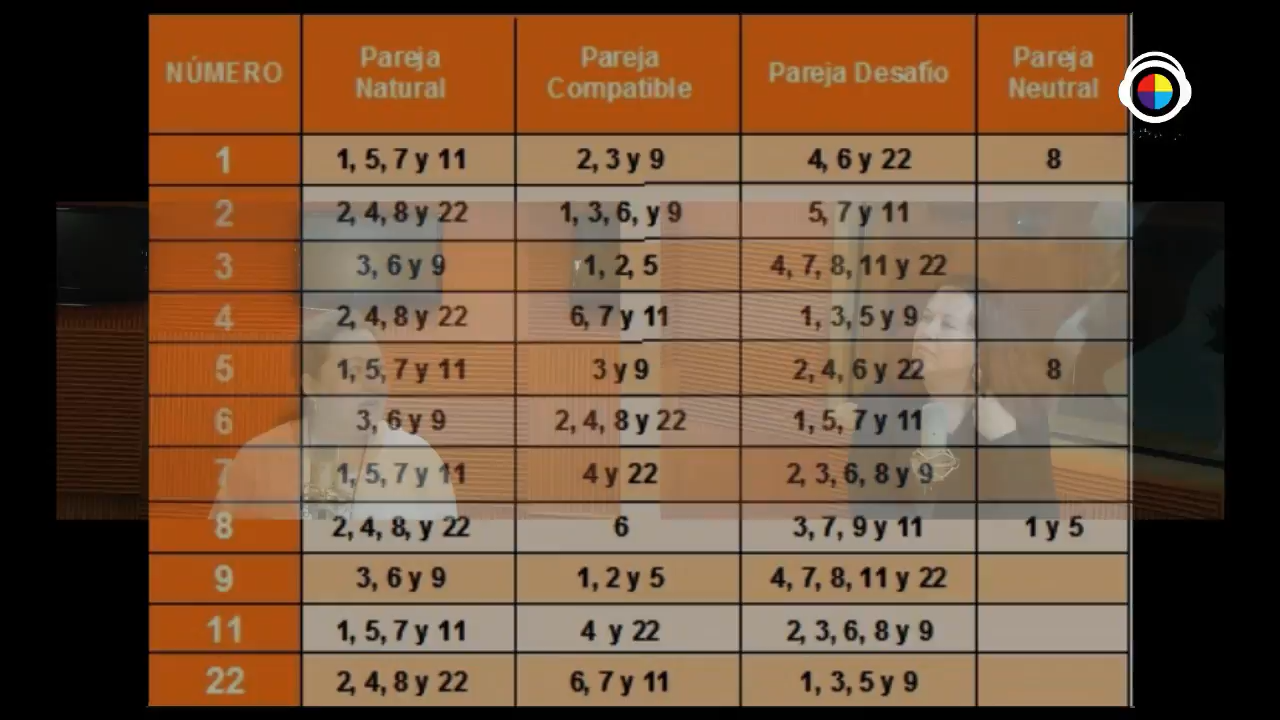 NÚMERO Pareja Natural Pareja Compatible Pareja Desafio Pareja Neutral
1 1, 5, 7 y 11 2, 3 y 9 4, 6 y 22 8
2 2, 4, 8 y 22 1, 3, 6, y 9 5, 7 y 11
3 3, 6 y 9 1, 2, 5 4, 7, 8, 11 y 22
4 2, 4, 8 y 22 6, 7 y 11 1, 3, 5 y 9
5 1, 5, 7 y 11 3 y 9 2, 4, 6 y 22 8
6 3, 6 y 9 2, 4, 8 y 22 1, 5, 7 y 11
7 1, 5, 7 y 11 4 y 22 2, 3, 6, 8 y 9
8 2, 4, 8, y 22 6 3, 7, 9 y 11 1 y 5
9 3, 6 y 9 1, 2 y 5 4, 7, 8, 11 y 22
11 1, 5, 7 y 11 4 y 22 2, 3, 6, 8 y 9
22 2, 4, 8 y 22 6, 7 y 11 1, 3, 5 y 9